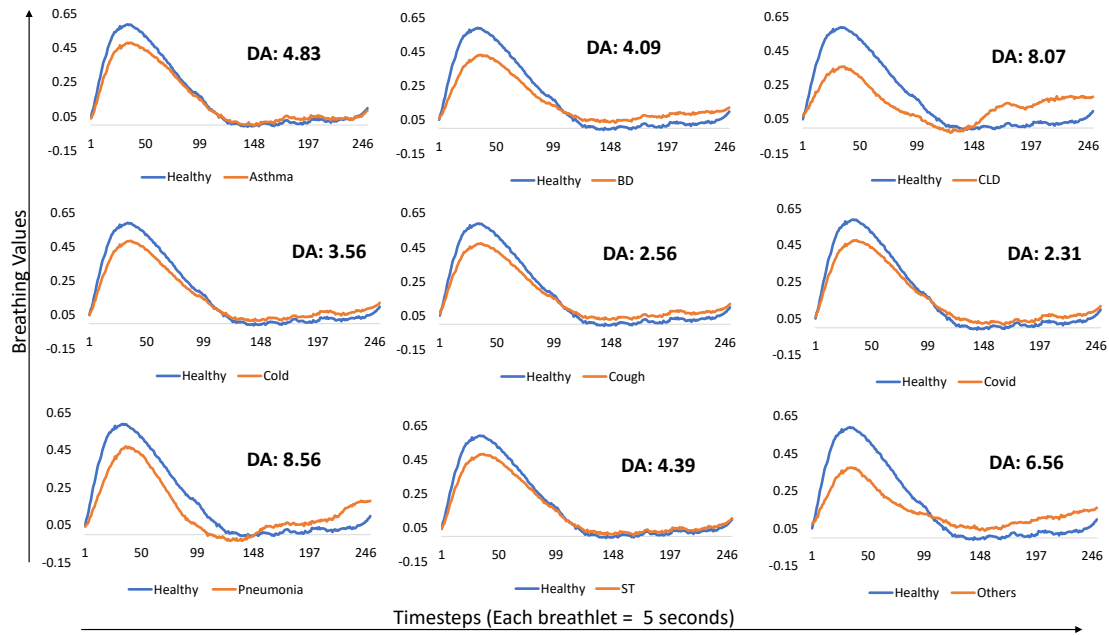 Breathing Values
0.65
0.45
0.25
0.05
-0.15
DA: 4.83
1 50 99 148 197 246
Healthy Asthma
0.65
0.45
0.25
0.05
-0.15
DA: 4.09
1 50 99 148 197 246
Healthy BD
0.65
0.45
0.25
0.05
-0.15
DA: 8.07
1 50 99 148 197 246
Healthy CLD
0.65
0.45
0.25
0.05
-0.15
DA: 3.56
1 50 99 148 197 246
Healthy Cold
0.65
0.45
0.25
0.05
-0.15
DA: 2.56
1 50 99 148 197 246
Healthy Cough
0.65
0.45
0.25
0.05
-0.15
DA: 2.31
1 50 99 148 197 246
Healthy Covid
0.65
0.45
0.25
0.05
-0.15
DA: 8.56
1 50 99 148 197 246
Healthy Pneumonia
0.65
0.45
0.25
0.05
-0.15
DA: 4.39
1 50 99 148 197 246
Healthy ST
0.65
0.45
0.25
0.05
-0.15
DA: 6.56
1 50 99 148 197 246
Healthy Others
Timesteps (Each breathlet = 5 seconds)